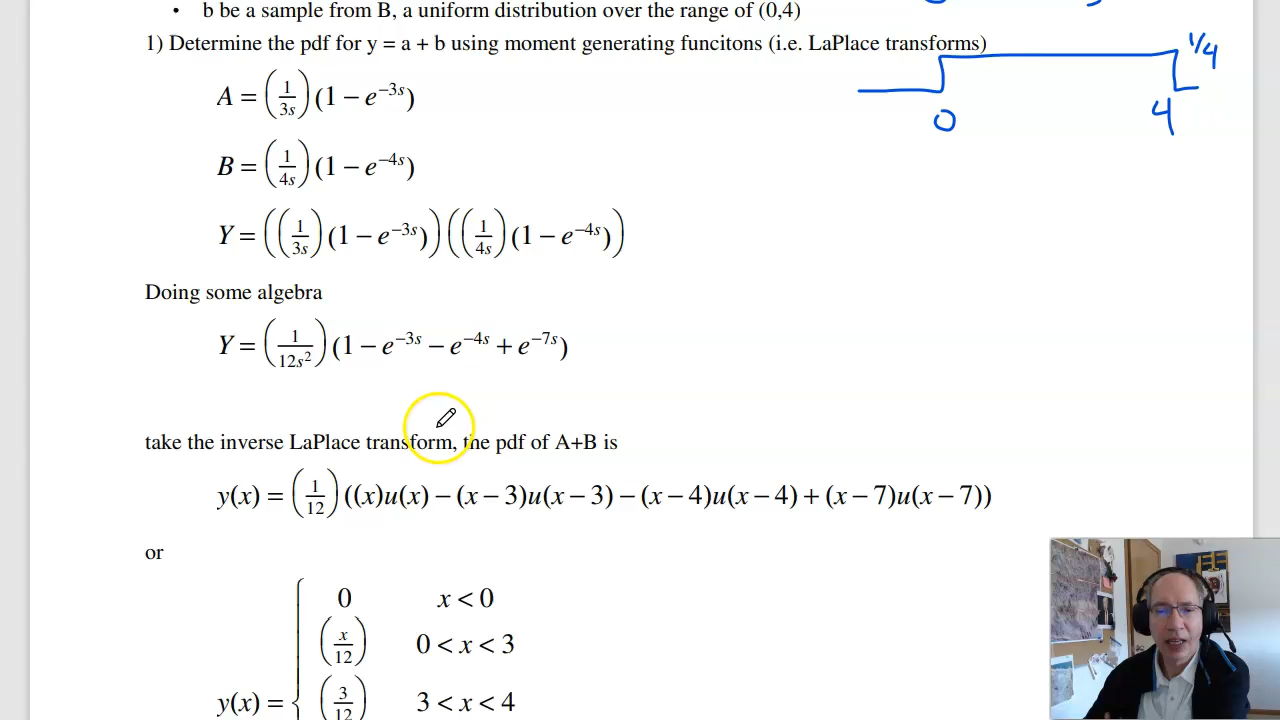 • b be a sample from B, a uniform distribution over the range of (0,4)
1) Determine the pdf for y = a + b using moment generating funcitons (i.e. LaPlace transforms)
1/4
0 4
A = (1/3s)(1 − e^{−3s})
B = (1/4s)(1 − e^{−4s})
Y = ((1/3s)(1 − e^{−3s}))((1/4s)(1 − e^{−4s}))
Doing some algebra
Y = (1/12s²)(1 − e^{−3s} − e^{−4s} + e^{−7s})
take the inverse LaPlace transform, the pdf of A+B is
y(x) = (1/12)((x)u(x) − (x − 3)u(x − 3) − (x − 4)u(x − 4) + (x − 7)u(x − 7))
or
0 x < 0
(x/12) 0 < x < 3
y(x) = { (3/12) 3 < x < 4